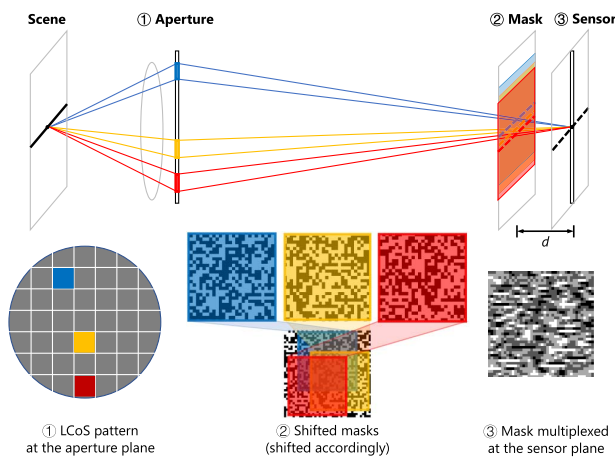 Scene
① Aperture
② Mask
③ Sensor
d
① LCoS pattern
at the aperture plane
② Shifted masks
(shifted accordingly)
③ Mask multiplexed
at the sensor plane